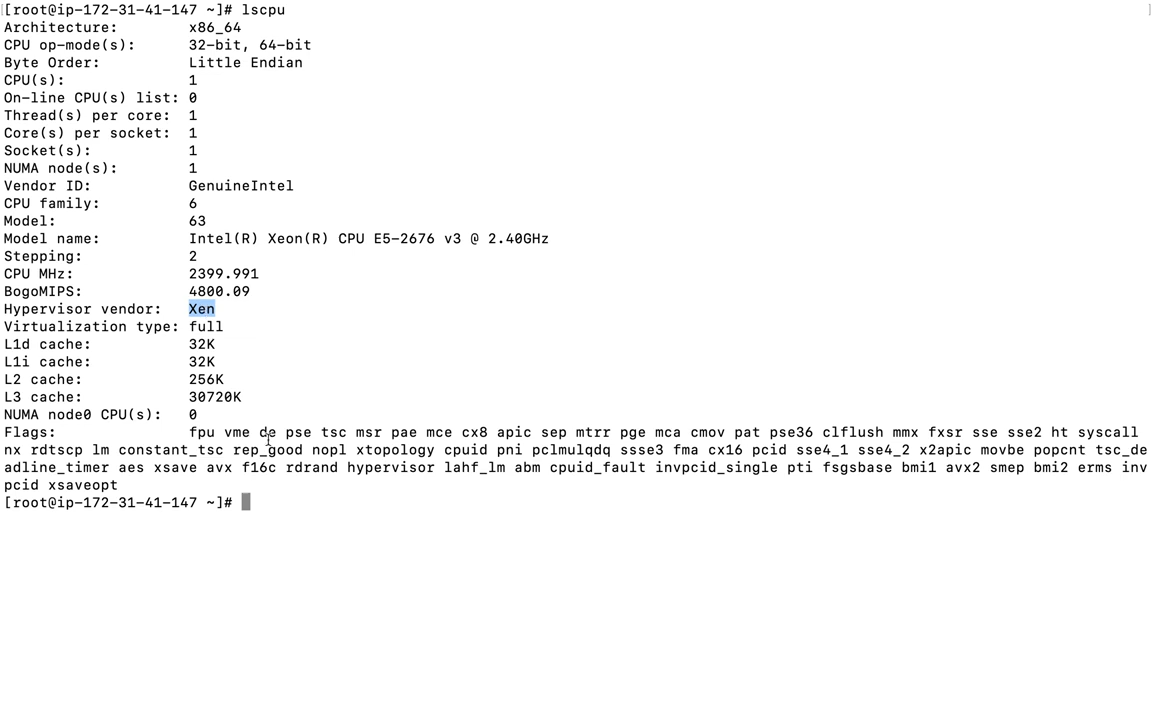 [root@ip-172-31-41-147 ~]# lscpu
Architecture:        x86_64
CPU op-mode(s):      32-bit, 64-bit
Byte Order:          Little Endian
CPU(s):              1
On-line CPU(s) list: 0
Thread(s) per core:  1
Core(s) per socket:  1
Socket(s):           1
NUMA node(s):        1
Vendor ID:           GenuineIntel
CPU family:          6
Model:               63
Model name:          Intel(R) Xeon(R) CPU E5-2676 v3 @ 2.40GHz
Stepping:            2
CPU MHz:             2399.991
BogoMIPS:            4800.09
Hypervisor vendor:   Xen
Virtualization type: full
L1d cache:           32K
L1i cache:           32K
L2 cache:            256K
L3 cache:            30720K
NUMA node0 CPU(s):   0
Flags:               fpu vme de pse tsc msr pae mce cx8 apic sep mtrr pge mca cmov pat pse36 clflush mmx fxsr sse sse2 ht syscall
nx rdtscp lm constant_tsc rep_good nopl xtopology cpuid pni pclmulqdq ssse3 fma cx16 pcid sse4_1 sse4_2 x2apic movbe popcnt tsc_de
adline_timer aes xsave avx f16c rdrand hypervisor lahf_lm abm cpuid_fault invpcid_single pti fsgsbase bmi1 avx2 smep bmi2 erms inv
pcid xsaveopt
[root@ip-172-31-41-147 ~]#